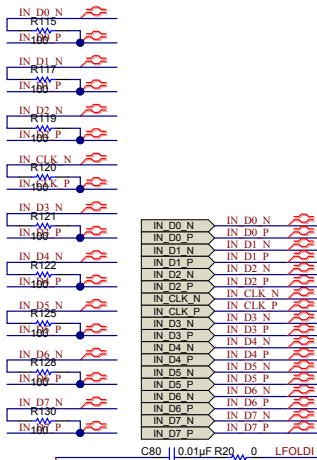 IN_D0_N
R115
100
IN_D0_P
IN_D1_N
R117
100
IN_D1_P
IN_D2_N
R119
100
IN_D2_P
IN_CLK_N
R120
100
IN_CLK_P
IN_D3_N
R121
100
IN_D3_P
IN_D4_N
R122
100
IN_D4_P
IN_D5_N
R125
100
IN_D5_P
IN_D6_N
R128
100
IN_D6_P
IN_D7_N
R130
100
IN_D7_P
IN_D0_N IN_D0_N
IN_D0_P IN_D0_P
IN_D1_N IN_D1_N
IN_D1_P IN_D1_P
IN_D2_N IN_D2_N
IN_D2_P IN_D2_P
IN_CLK_N IN_CLK_N
IN_CLK_P IN_CLK_P
IN_D3_N IN_D3_N
IN_D3_P IN_D3_P
IN_D4_N IN_D4_N
IN_D4_P IN_D4_P
IN_D5_N IN_D5_N
IN_D5_P IN_D5_P
IN_D6_N IN_D6_N
IN_D6_P IN_D6_P
IN_D7_N IN_D7_N
IN_D7_P IN_D7_P
C80 0.01µF R20 0 LFOLDI